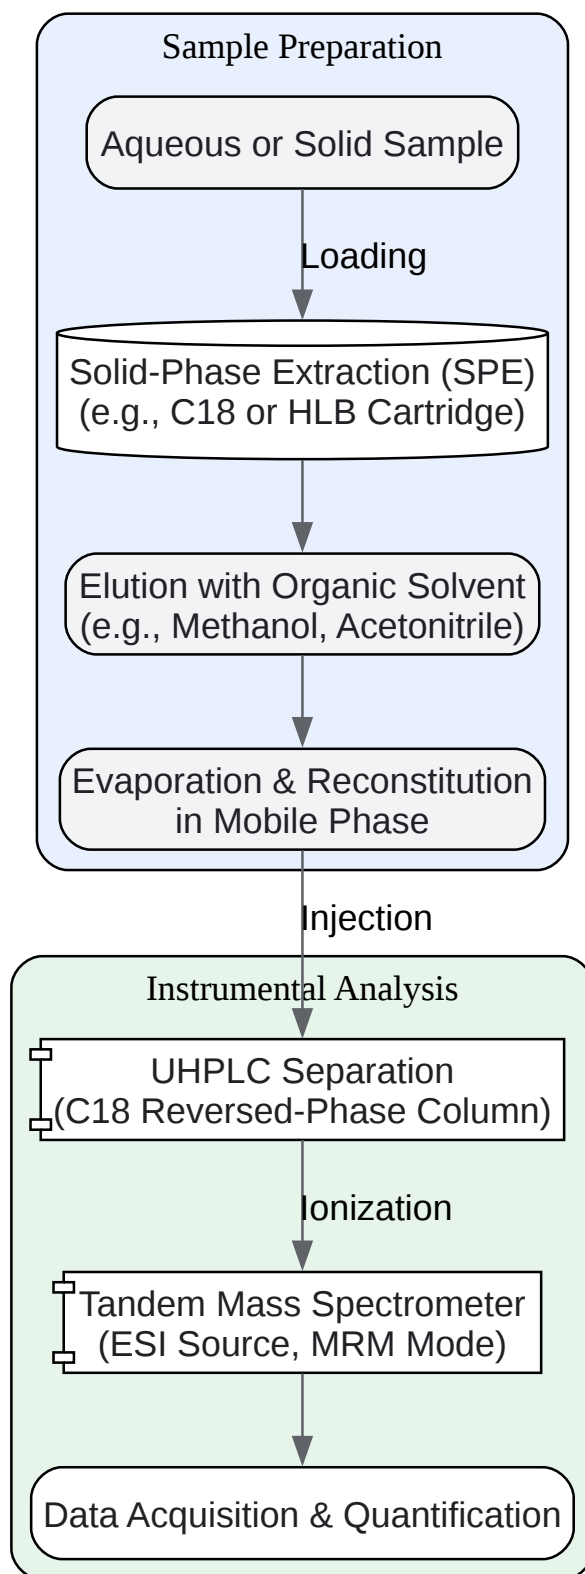 Sample Preparation
Aqueous or Solid Sample
Loading
Solid-Phase Extraction (SPE)
(e.g., C18 or HLB Cartridge)
Elution with Organic Solvent
(e.g., Methanol, Acetonitrile)
Evaporation & Reconstitution
in Mobile Phase
Injection
Instrumental Analysis
UHPLC Separation
(C18 Reversed-Phase Column)
Ionization
Tandem Mass Spectrometer
(ESI Source, MRM Mode)
Data Acquisition & Quantification